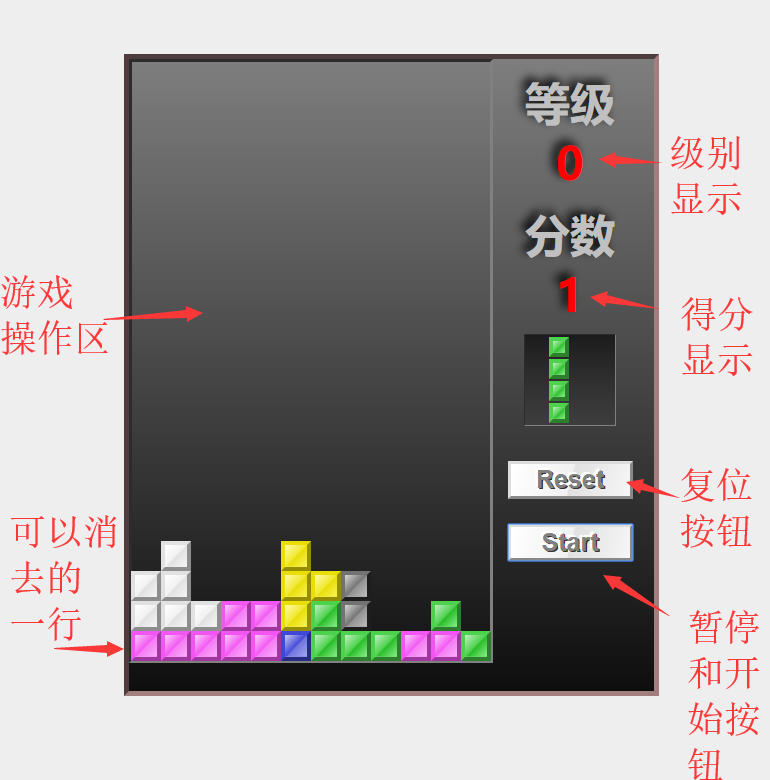 等级
0
级别
显示
分数
1
得分
显示
游戏
操作区
Reset
复位
按钮
Start
可以消
去的
一行
暂停
和开
始按
钮